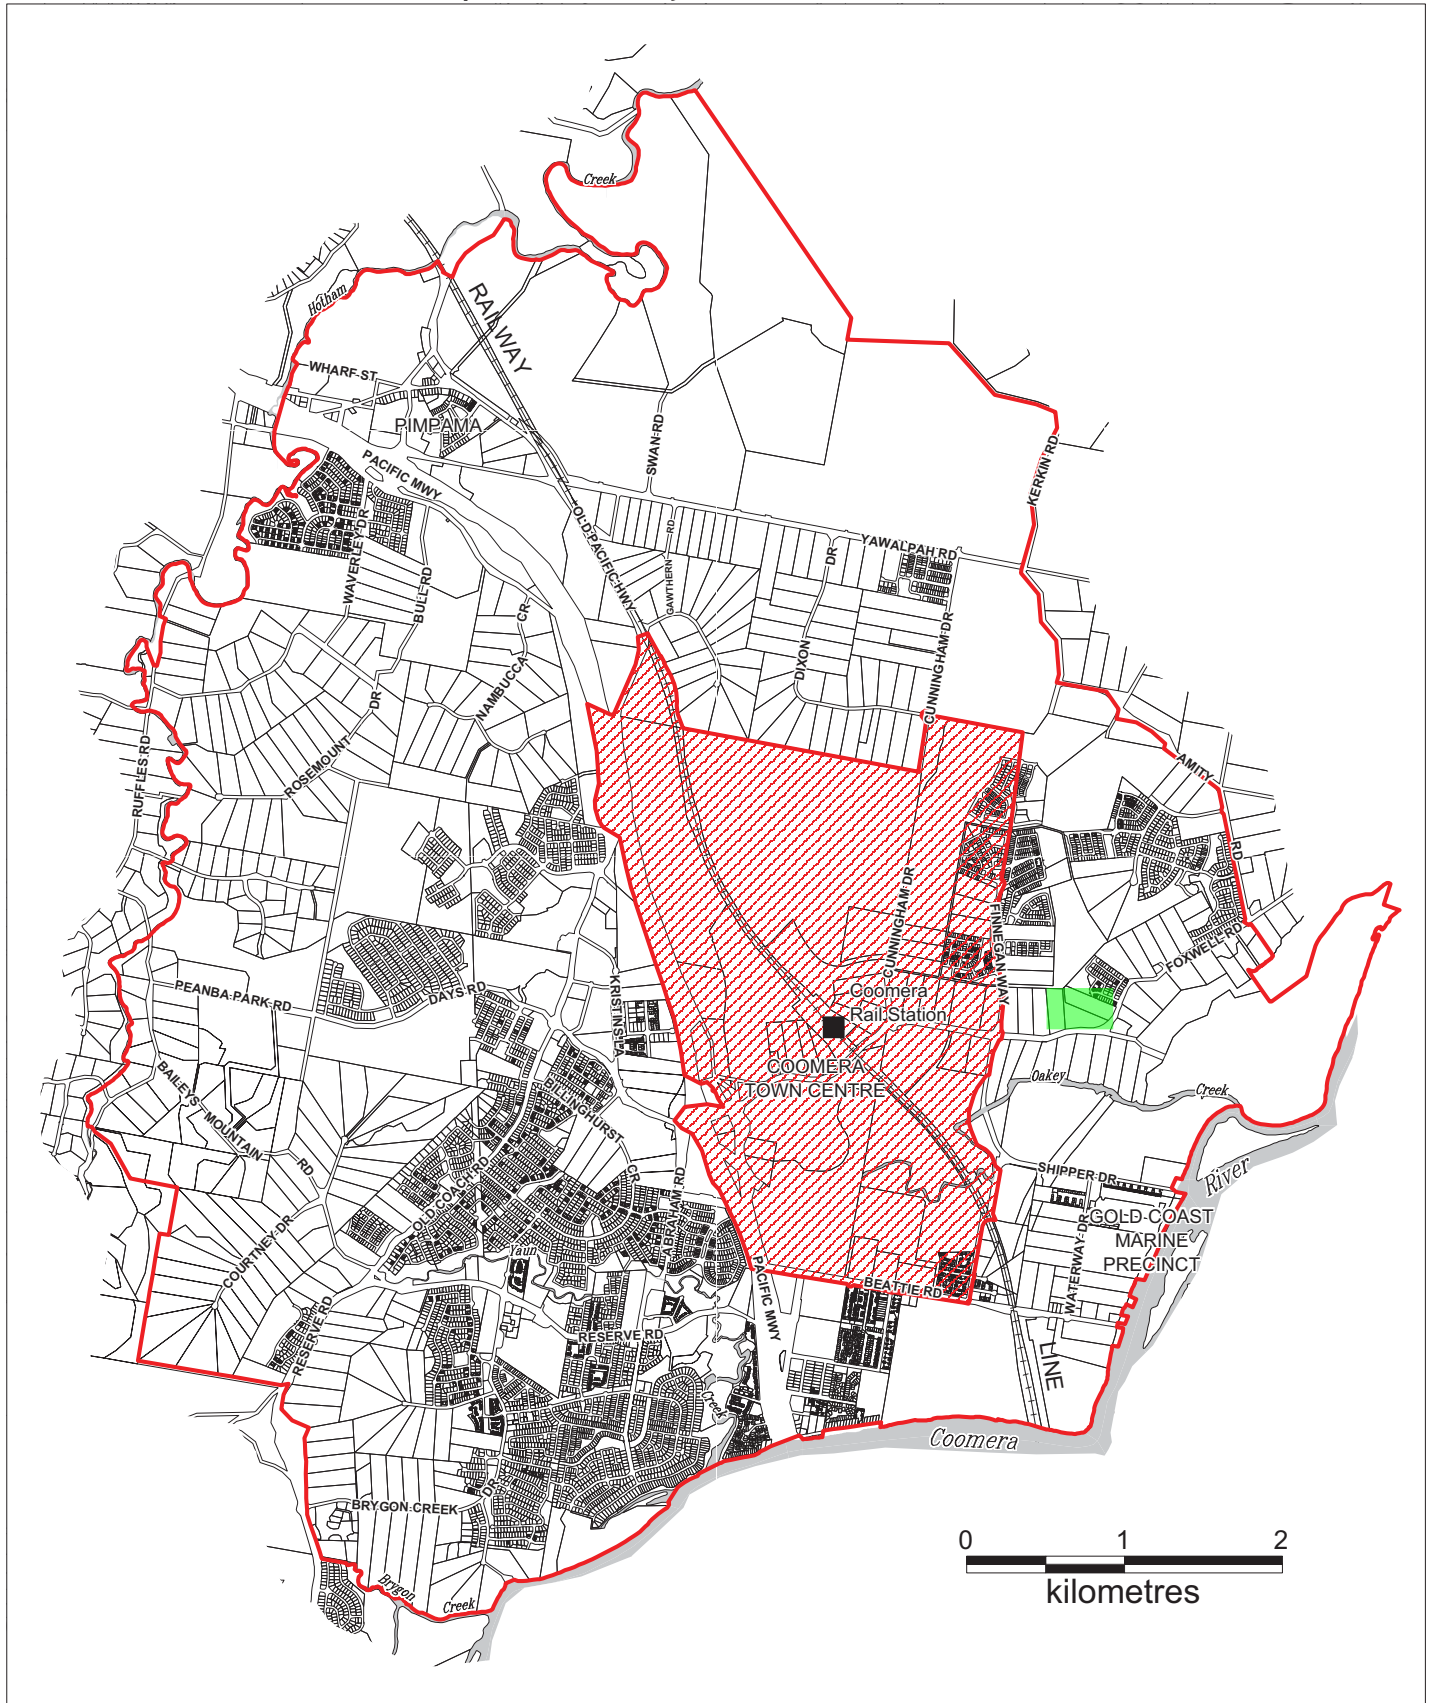 Creek
Hotham
RAILWAY
WHARF ST
PIMPAMA
PACIFIC MWY
SWAN RD
KERKIN RD
OLD PACIFIC HWY
GAWTHERN RD
YAWALPAH RD
WAVERLEY DR
BULL RD
DIXON DR
CUNNINGHAM DR
NAMBUCCA CR
ROSEMOUNT DR
RUFFLES RD
AMITY RD
CUNNINGHAM DR
FINNEGAN WAY
FOXWELL RD
KRISTINS LA
DAYS RD
PEANBA PARK RD
Coomera
Rail Station
COOMERA
TOWN CENTRE
Oakey Creek
BAILEYS MOUNTAIN RD
BILLINGHURST CR
OLD COACH RD
ABRAHAM RD
SHIPPER DR
River
GOLD COAST
MARINE
PRECINCT
WATERWAY DR
COURTNEY DR
Yaun
PACIFIC MWY
BEATTIE RD
RESERVE RD
RESERVE RD
LINE
Creek
Coomera
BRYGON CREEK DR
Brygon Creek
0 1 2
kilometres